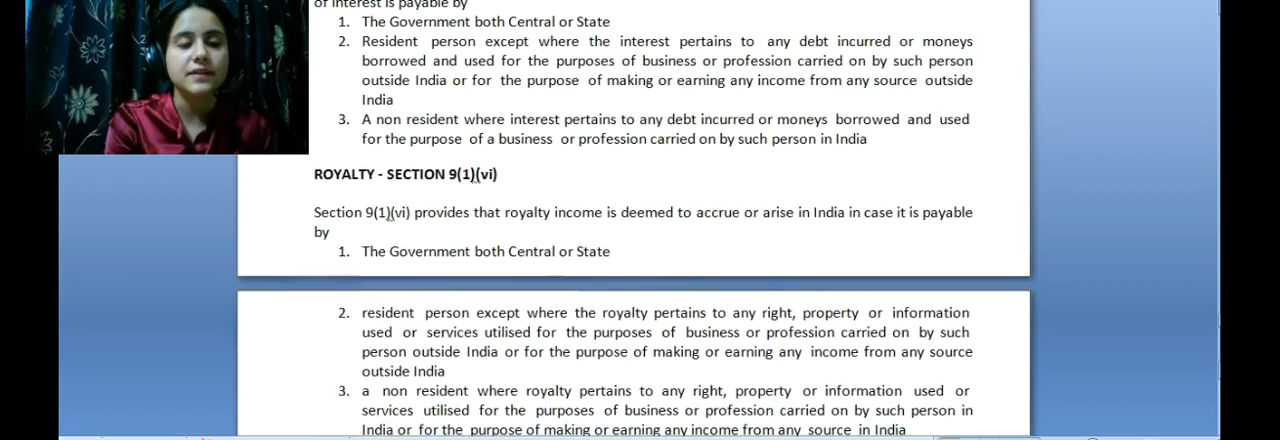 of interest is payable by
1. The Government both Central or State
2. Resident person except where the interest pertains to any debt incurred or moneys
borrowed and used for the purposes of business or profession carried on by such person
outside India or for the purpose of making or earning any income from any source outside
India
3. A non resident where interest pertains to any debt incurred or moneys borrowed and used
for the purpose of a business or profession carried on by such person in India
ROYALTY - SECTION 9(1)(vi)
Section 9(1)(vi) provides that royalty income is deemed to accrue or arise in India in case it is payable
by
1. The Government both Central or State
2. resident person except where the royalty pertains to any right, property or information
used or services utilised for the purposes of business or profession carried on by such
person outside India or for the purpose of making or earning any income from any source
outside India
3. a non resident where royalty pertains to any right, property or information used or
services utilised for the purposes of business or profession carried on by such person in
India or for the purpose of making or earning any income from any source in India